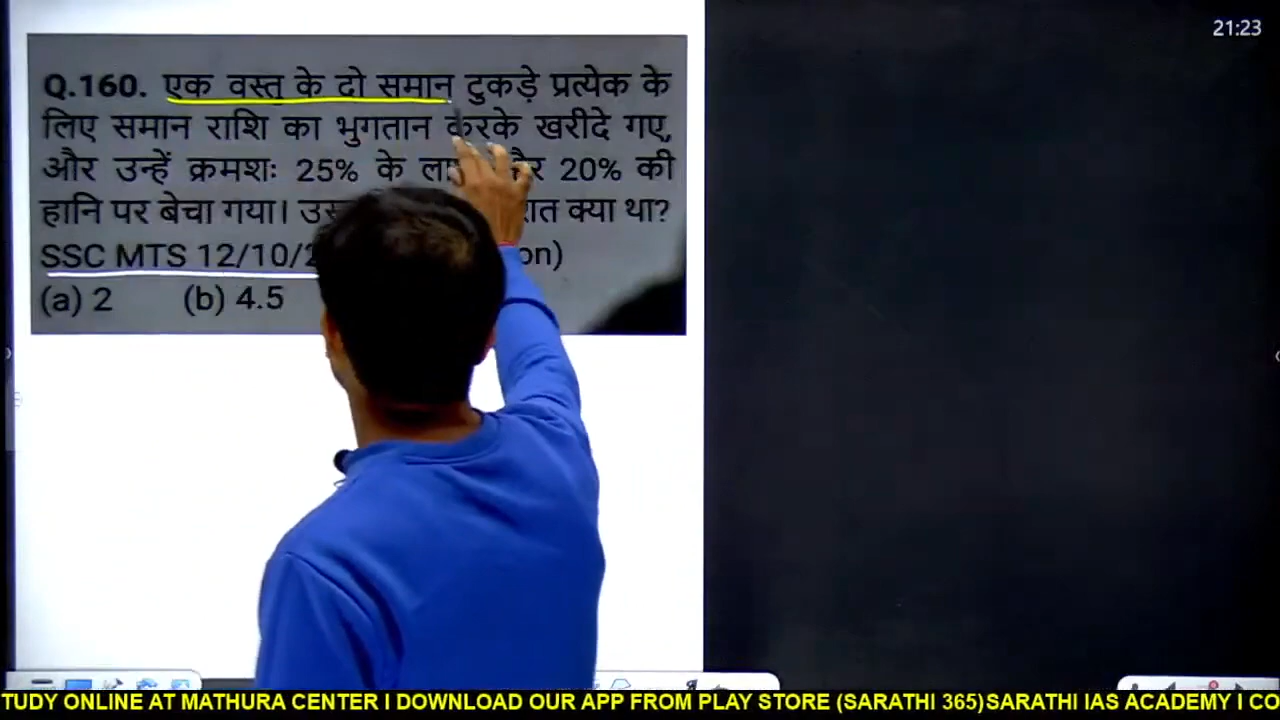 21:23
Q.160. एक वस्तु के दो समान टुकड़े प्रत्येक के
लिए समान राशि का भुगतान करके खरीदे गए,
और उन्हें क्रमशः 25% के 20% की
हानि पर बेचा गया। क्या था?
SSC MTS 12/10/
(a) 2 (b) 4.5
TUDY ONLINE AT MATHURA CENTER I DOWNLOAD OUR APP FROM PLAY STORE (SARATHI 365)SARATHI IAS ACADEMY I CO